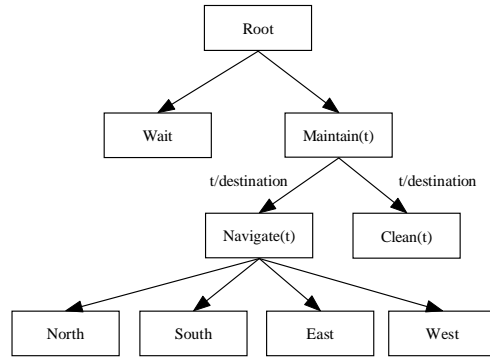 Root
Wait
Maintain(t)
t/destination
t/destination
Navigate(t)
Clean(t)
North
South
East
West